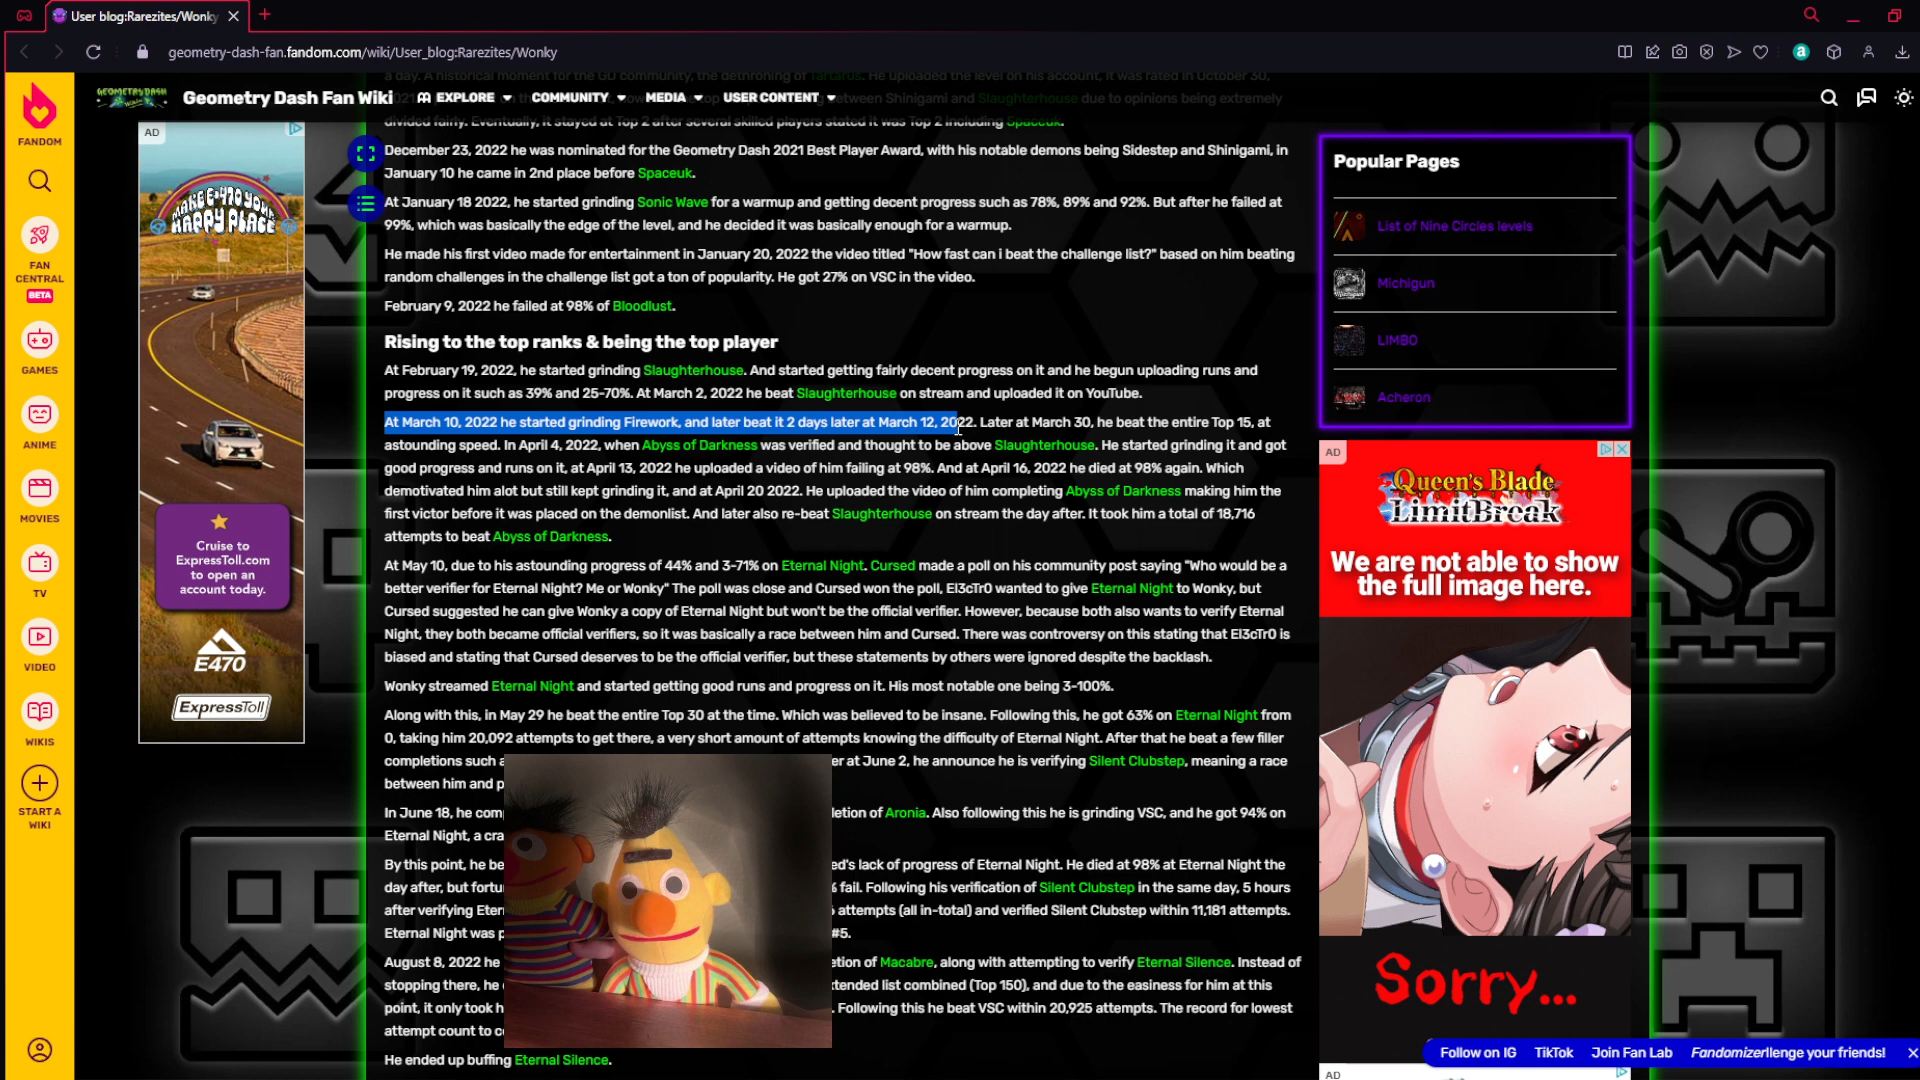 User blog:Rarezites/Wonky
geometry-dash-fan.fandom.com/wiki/User_blog:Rarezites/Wonky
FANDOM
FAN
CENTRAL
BETA
GAMES
ANIME
MOVIES
TV
VIDEO
WIKIS
START A
WIKI
GEOMETRY DASH
Geometry Dash Fan Wiki
EXPLORE
COMMUNITY
MEDIA
USER CONTENT
AD
MAKE E-470 YOUR
HAPPY PLACE
Cruise to
ExpressToll.com
to open an
account today.
E470
ExpressToll
a day. A historical moment for the GD community, the dethroning of Tartarus. He uploaded the level on his account, it was rated in October 30,
between Shinigami and Slaughterhouse due to opinions being extremely
divided fairly. Eventually, it stayed at Top 2 after several skilled players stated it was Top 2 including Spaceuk.
December 23, 2022 he was nominated for the Geometry Dash 2021 Best Player Award, with his notable demons being Sidestep and Shinigami, in
January 10 he came in 2nd place before Spaceuk.
At January 18 2022, he started grinding Sonic Wave for a warmup and getting decent progress such as 78%, 89% and 92%. But after he failed at
99%, which was basically the edge of the level, and he decided it was basically enough for a warmup.
He made his first video made for entertainment in January 20, 2022 the video titled "How fast can i beat the challenge list?" based on him beating
random challenges in the challenge list got a ton of popularity. He got 27% on VSC in the video.
February 9, 2022 he failed at 98% of Bloodlust.
Rising to the top ranks & being the top player
At February 19, 2022, he started grinding Slaughterhouse. And started getting fairly decent progress on it and he begun uploading runs and
progress on it such as 39% and 25-70%. At March 2, 2022 he beat Slaughterhouse on stream and uploaded it on YouTube.
At March 10, 2022 he started grinding Firework, and later beat it 2 days later at March 12, 2022. Later at March 30, he beat the entire Top 15, at
astounding speed. In April 4, 2022, when Abyss of Darkness was verified and thought to be above Slaughterhouse. He started grinding it and got
good progress and runs on it, at April 13, 2022 he uploaded a video of him failing at 98%. And at April 16, 2022 he died at 98% again. Which
demotivated him alot but still kept grinding it, and at April 20 2022. He uploaded the video of him completing Abyss of Darkness making him the
first victor before it was placed on the demonlist. And later also re-beat Slaughterhouse on stream the day after. It took him a total of 18,716
attempts to beat Abyss of Darkness.
At May 10, due to his astounding progress of 44% and 3-71% on Eternal Night. Cursed made a poll on his community post saying "Who would be a
better verifier for Eternal Night? Me or Wonky" The poll was close and Cursed won the poll, El3cTr0 wanted to give Eternal Night to Wonky, but
Cursed suggested he can give Wonky a copy of Eternal Night but won't be the official verifier. However, because both also wants to verify Eternal
Night, they both became official verifiers, so it was basically a race between him and Cursed. There was controversy on this stating that El3cTr0 is
biased and stating that Cursed deserves to be the official verifier, but these statements by others were ignored despite the backlash.
Wonky streamed Eternal Night and started getting good runs and progress on it. His most notable one being 3-100%.
Along with this, in May 29 he beat the entire Top 30 at the time. Which was believed to be insane. Following this, he got 63% on Eternal Night from
0, taking him 20,092 attempts to get there, a very short amount of attempts knowing the difficulty of Eternal Night. After that he beat a few filler
completions such a er at June 2, he announce he is verifying Silent Clubstep, meaning a race
between him and p
In June 18, he com letion of Aronia. Also following this he is grinding VSC, and he got 94% on
Eternal Night, a cra
By this point, he be ed's lack of progress of Eternal Night. He died at 98% at Eternal Night the
day after, but fortu % fail. Following his verification of Silent Clubstep in the same day, 5 hours
after verifying Eter attempts (all in-total) and verified Silent Clubstep within 11,181 attempts.
Eternal Night was p #5.
August 8, 2022 he etion of Macabre, along with attempting to verify Eternal Silence. Instead of
stopping there, he xtended list combined (Top 150), and due to the easiness for him at this
point, it only took h . Following this he beat VSC within 20,925 attempts. The record for lowest
attempt count to c
He ended up buffing Eternal Silence.
Popular Pages
List of Nine Circles levels
Michigun
LIMBO
Acheron
AD
Queen's Blade
LimitBreak
We are not able to show
the full image here.
Sorry...
AD
Follow on IG
TikTok
Join Fan Lab
Fandomizer
llenge your friends!